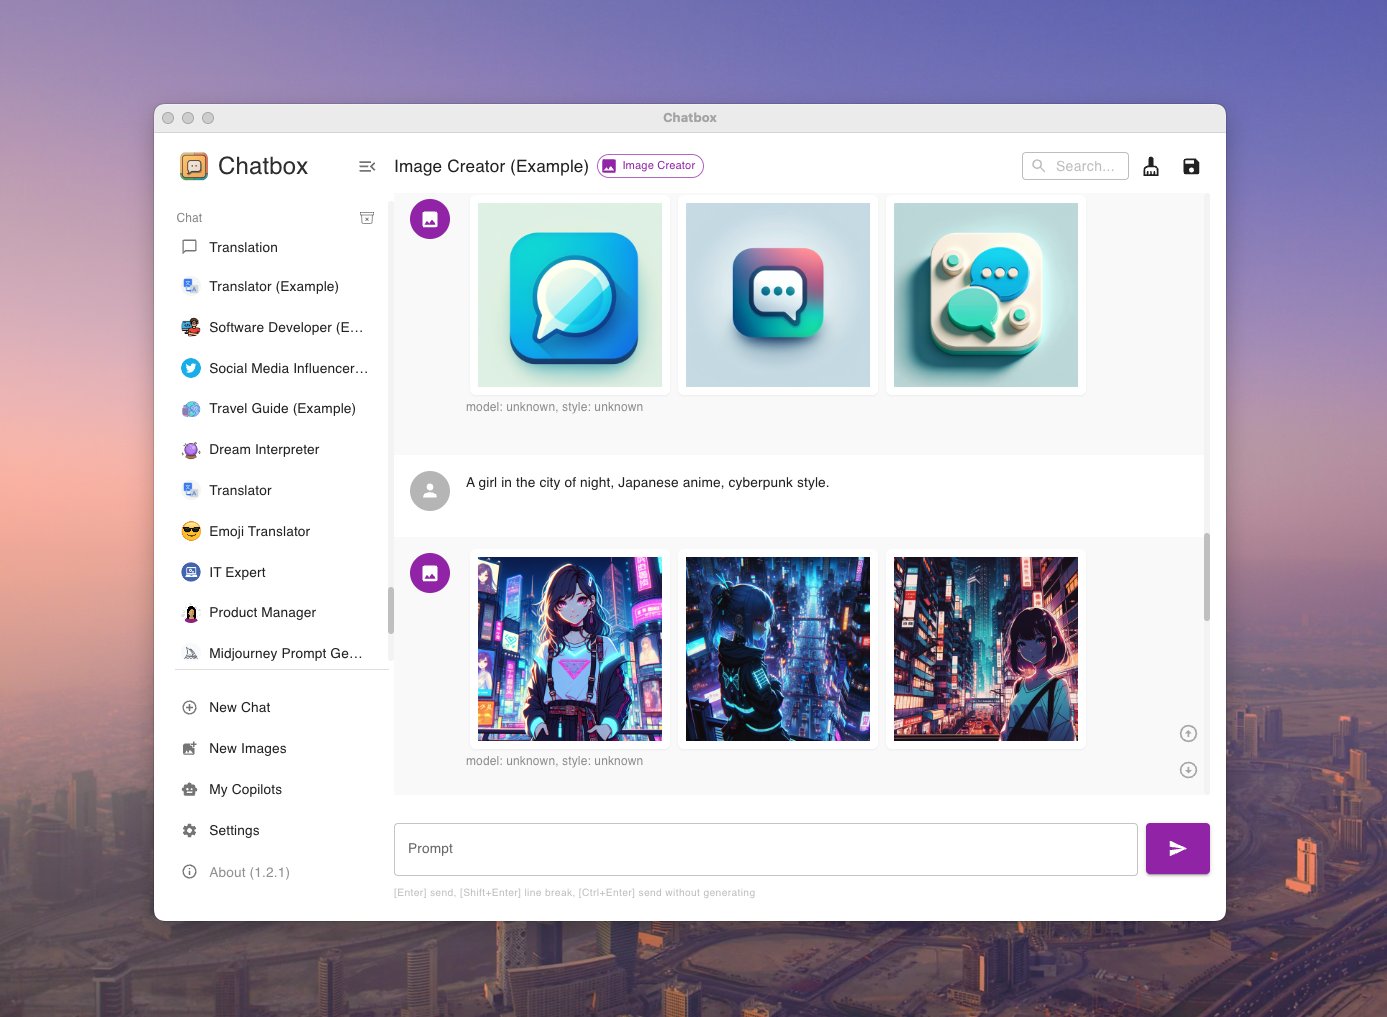 Chatbox
Chatbox
Image Creator (Example)
Image Creator
Search...
Chat
Translation
Translator (Example)
Software Developer (E...
Social Media Influencer...
Travel Guide (Example)
Dream Interpreter
Translator
Emoji Translator
IT Expert
Product Manager
Midjourney Prompt Ge...
New Chat
New Images
My Copilots
Settings
About (1.2.1)
model: unknown, style: unknown
A girl in the city of night, Japanese anime, cyberpunk style.
model: unknown, style: unknown
Prompt
[Enter] send, [Shift+Enter] line break, [Ctrl+Enter] send without generating